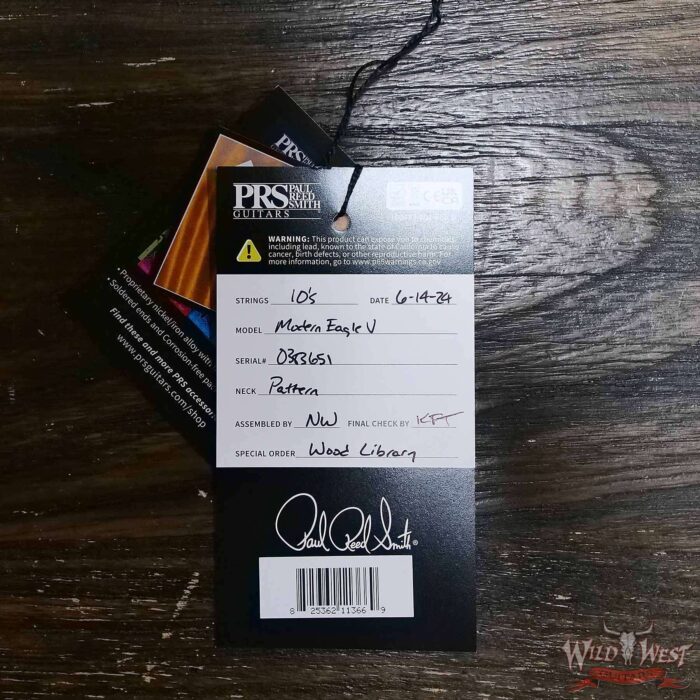 PRS PAUL REED SMITH
GUITARS
WARNING: This product can expose you to chemicals
including lead, known to the state of California to cause
cancer, birth defects, or other reproductive harm. For
more information, go to www.p65warnings.ca.gov
STRINGS 10's DATE 6-14-24
MODEL Modern Eagle V
SERIAL# 0383651
NECK Pattern
ASSEMBLED BY NW FINAL CHECK BY KFT
SPECIAL ORDER Wood Library
Paul Reed Smith®
8 25362 11366 9
PRS
• Proprietary nickel/iron alloy with
• Soldered ends and Corrosion-free pa
Find these and more PRS accessor
www.prsguitars.com/shop
WILD WEST
GUITARS